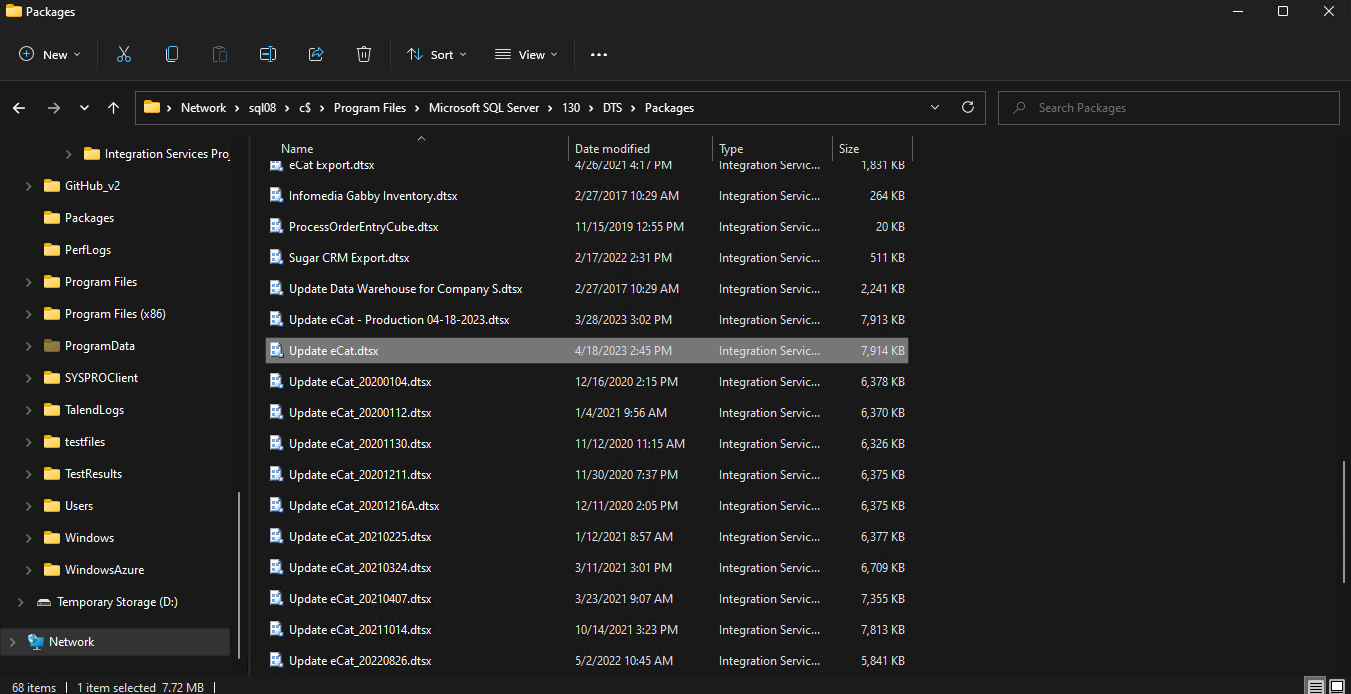 Packages
New Sort View
Network sql08 c$ Program Files Microsoft SQL Server 130 DTS Packages Search Packages
Integration Services Proj
GitHub_v2
Packages
PerfLogs
Program Files
Program Files (x86)
ProgramData
SYSPROClient
TalendLogs
testfiles
TestResults
Users
Windows
WindowsAzure
Temporary Storage (D:)
Network
Name Date modified Type Size
eCat Export.dtsx 4/26/2021 4:17 PM Integration Servic... 1,831 KB
Infomedia Gabby Inventory.dtsx 2/27/2017 10:29 AM Integration Servic... 264 KB
ProcessOrderEntryCube.dtsx 11/15/2019 12:55 PM Integration Servic... 20 KB
Sugar CRM Export.dtsx 2/17/2022 2:31 PM Integration Servic... 511 KB
Update Data Warehouse for Company S.dtsx 2/27/2017 10:29 AM Integration Servic... 2,241 KB
Update eCat - Production 04-18-2023.dtsx 3/28/2023 3:02 PM Integration Servic... 7,913 KB
Update eCat.dtsx 4/18/2023 2:45 PM Integration Servic... 7,914 KB
Update eCat_20200104.dtsx 12/16/2020 2:15 PM Integration Servic... 6,378 KB
Update eCat_20200112.dtsx 1/4/2021 9:56 AM Integration Servic... 6,370 KB
Update eCat_20201130.dtsx 11/12/2020 11:15 AM Integration Servic... 6,326 KB
Update eCat_20201211.dtsx 11/30/2020 7:37 PM Integration Servic... 6,375 KB
Update eCat_20201216A.dtsx 12/11/2020 2:05 PM Integration Servic... 6,375 KB
Update eCat_20210225.dtsx 1/12/2021 8:57 AM Integration Servic... 6,377 KB
Update eCat_20210324.dtsx 3/11/2021 3:01 PM Integration Servic... 6,709 KB
Update eCat_20210407.dtsx 3/23/2021 9:07 AM Integration Servic... 7,355 KB
Update eCat_20211014.dtsx 10/14/2021 3:23 PM Integration Servic... 7,813 KB
Update eCat_20220826.dtsx 5/2/2022 10:45 AM Integration Servic... 5,841 KB
68 items 1 item selected 7.72 MB